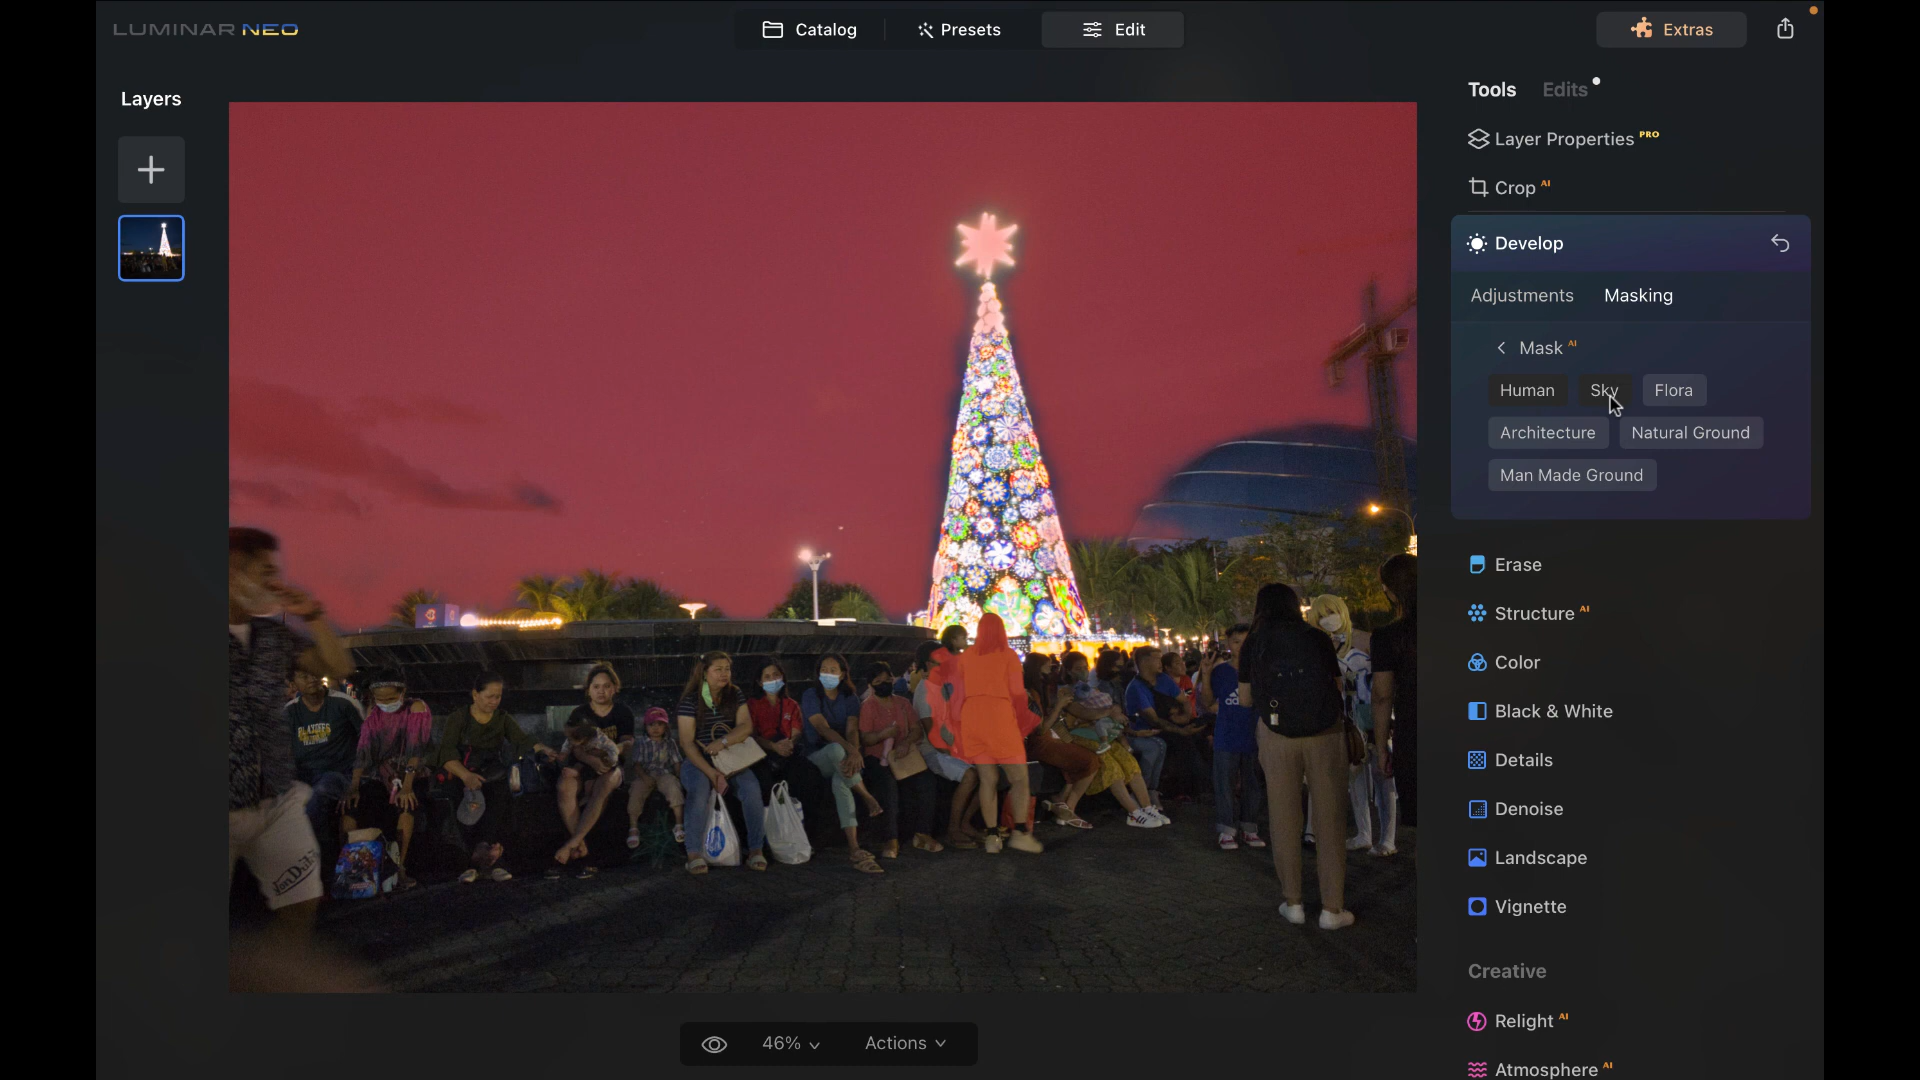 LUMINAR NEO
Catalog
Presets
Edit
Extras
Layers
Tools
Edits
Layer Properties PRO
Crop AI
Develop
Adjustments
Masking
Mask AI
Human
Sky
Flora
Architecture
Natural Ground
Man Made Ground
Erase
Structure AI
Color
Black & White
Details
Denoise
Landscape
Vignette
Creative
Relight AI
Atmosphere AI
46%
Actions